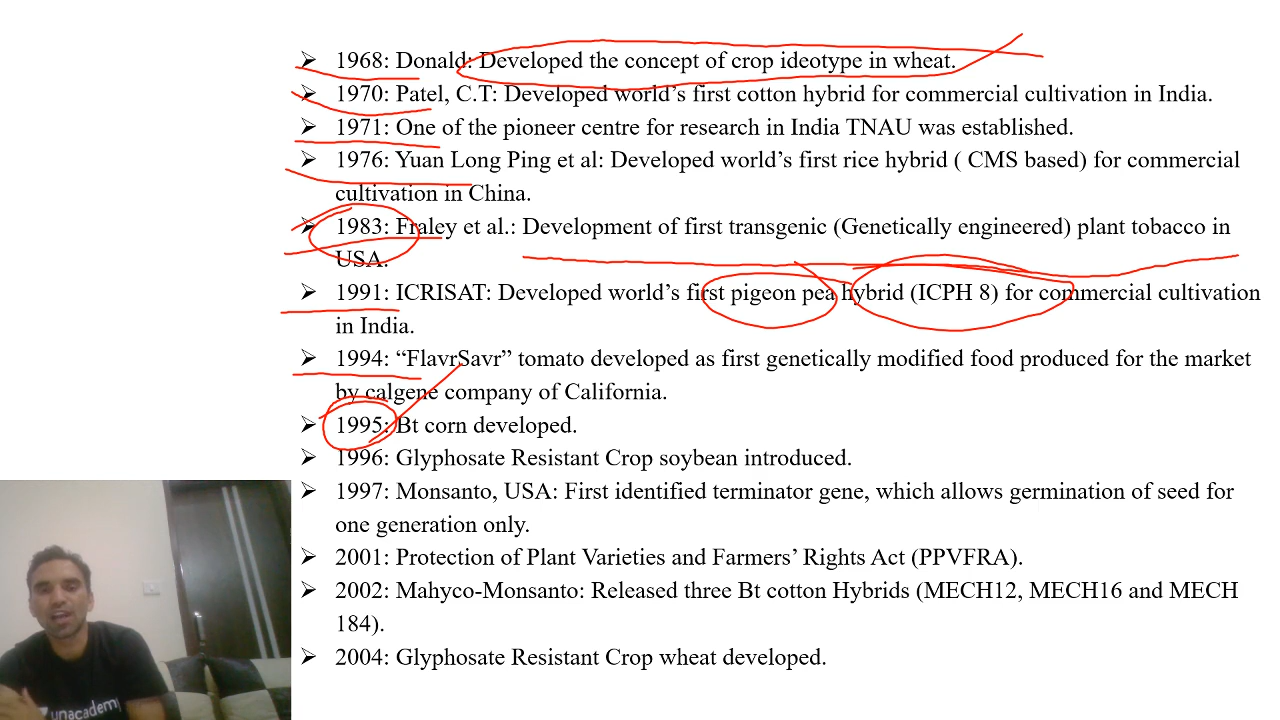 ➢ 1968: Donald: Developed the concept of crop ideotype in wheat.
➢ 1970: Patel, C.T: Developed world’s first cotton hybrid for commercial cultivation in India.
➢ 1971: One of the pioneer centre for research in India TNAU was established.
➢ 1976: Yuan Long Ping et al: Developed world’s first rice hybrid ( CMS based) for commercial
cultivation in China.
➢ 1983: Fraley et al.: Development of first transgenic (Genetically engineered) plant tobacco in
USA.
➢ 1991: ICRISAT: Developed world’s first pigeon pea hybrid (ICPH 8) for commercial cultivation
in India.
➢ 1994: “FlavrSavr” tomato developed as first genetically modified food produced for the market
by calgene company of California.
➢ 1995: Bt corn developed.
➢ 1996: Glyphosate Resistant Crop soybean introduced.
➢ 1997: Monsanto, USA: First identified terminator gene, which allows germination of seed for
one generation only.
➢ 2001: Protection of Plant Varieties and Farmers’ Rights Act (PPVFRA).
➢ 2002: Mahyco-Monsanto: Released three Bt cotton Hybrids (MECH12, MECH16 and MECH
184).
➢ 2004: Glyphosate Resistant Crop wheat developed.
unacademy